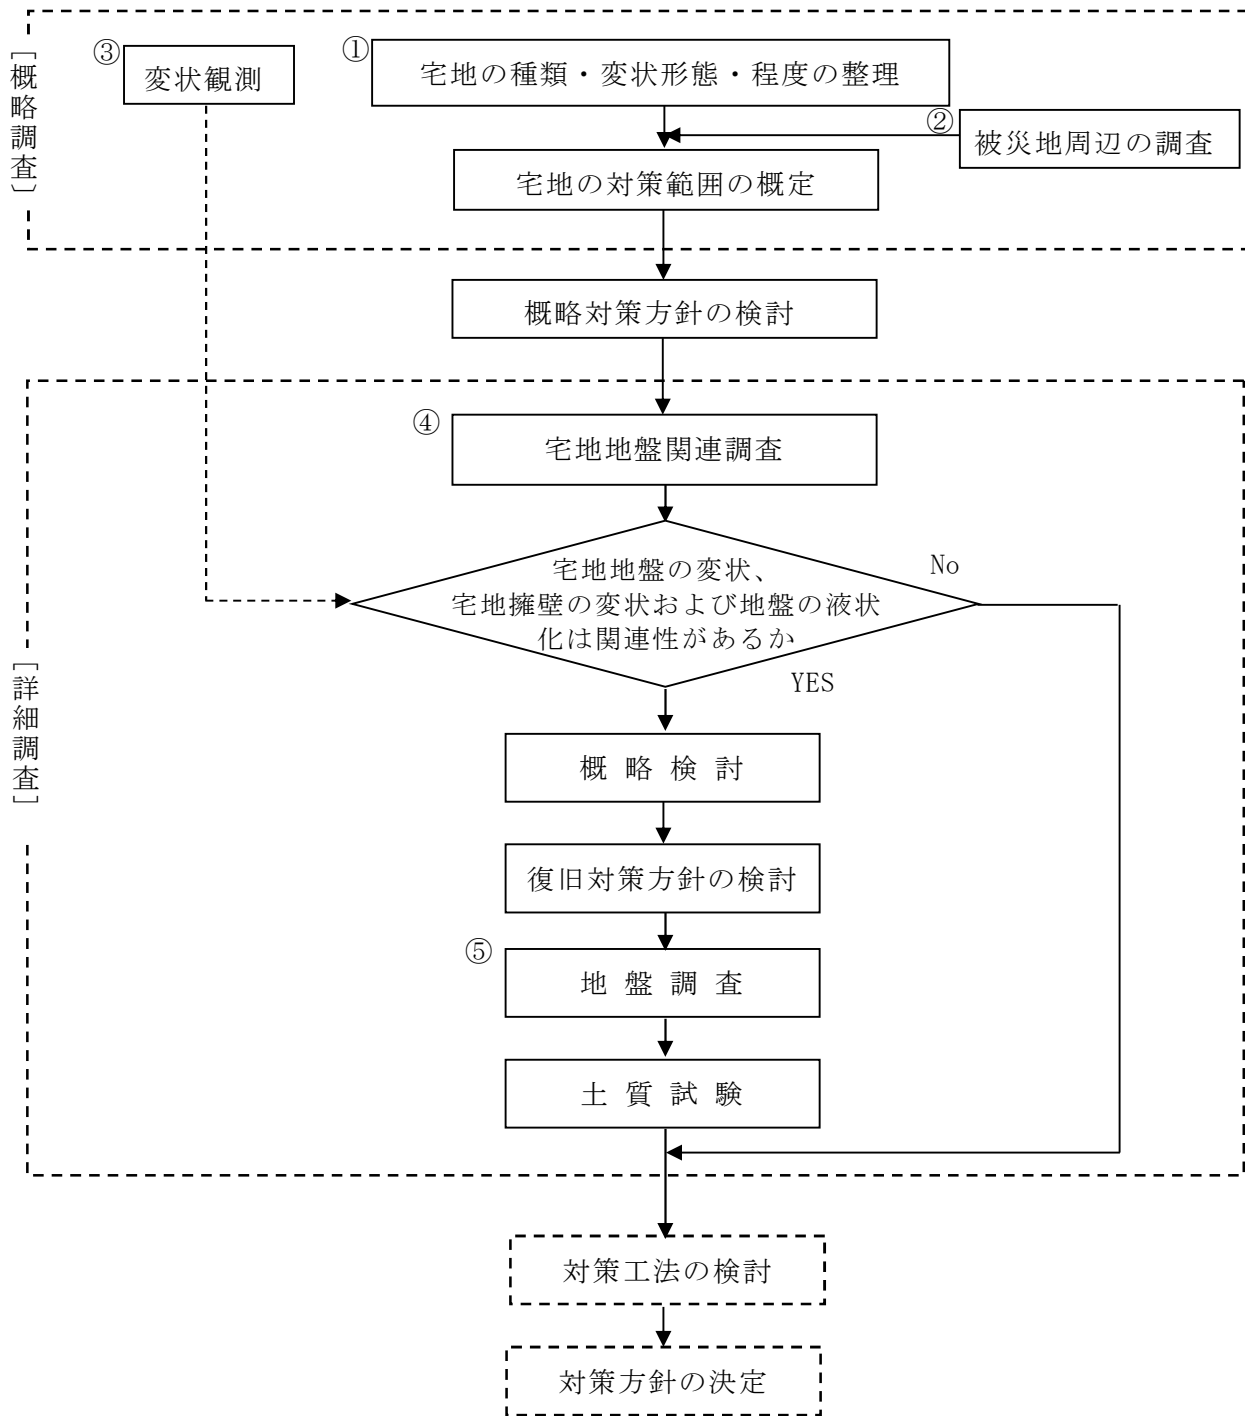 ［概略調査］
③
変状観測
①
宅地の種類・変状形態・程度の整理
②
被災地周辺の調査
宅地の対策範囲の概定
概略対策方針の検討
［詳細調査］
④
宅地地盤関連調査
宅地地盤の変状、
宅地擁壁の変状および地盤の液状
化は関連性があるか
No
YES
概 略 検 討
復旧対策方針の検討
⑤
地 盤 調 査
土 質 試 験
対策工法の検討
対策方針の決定